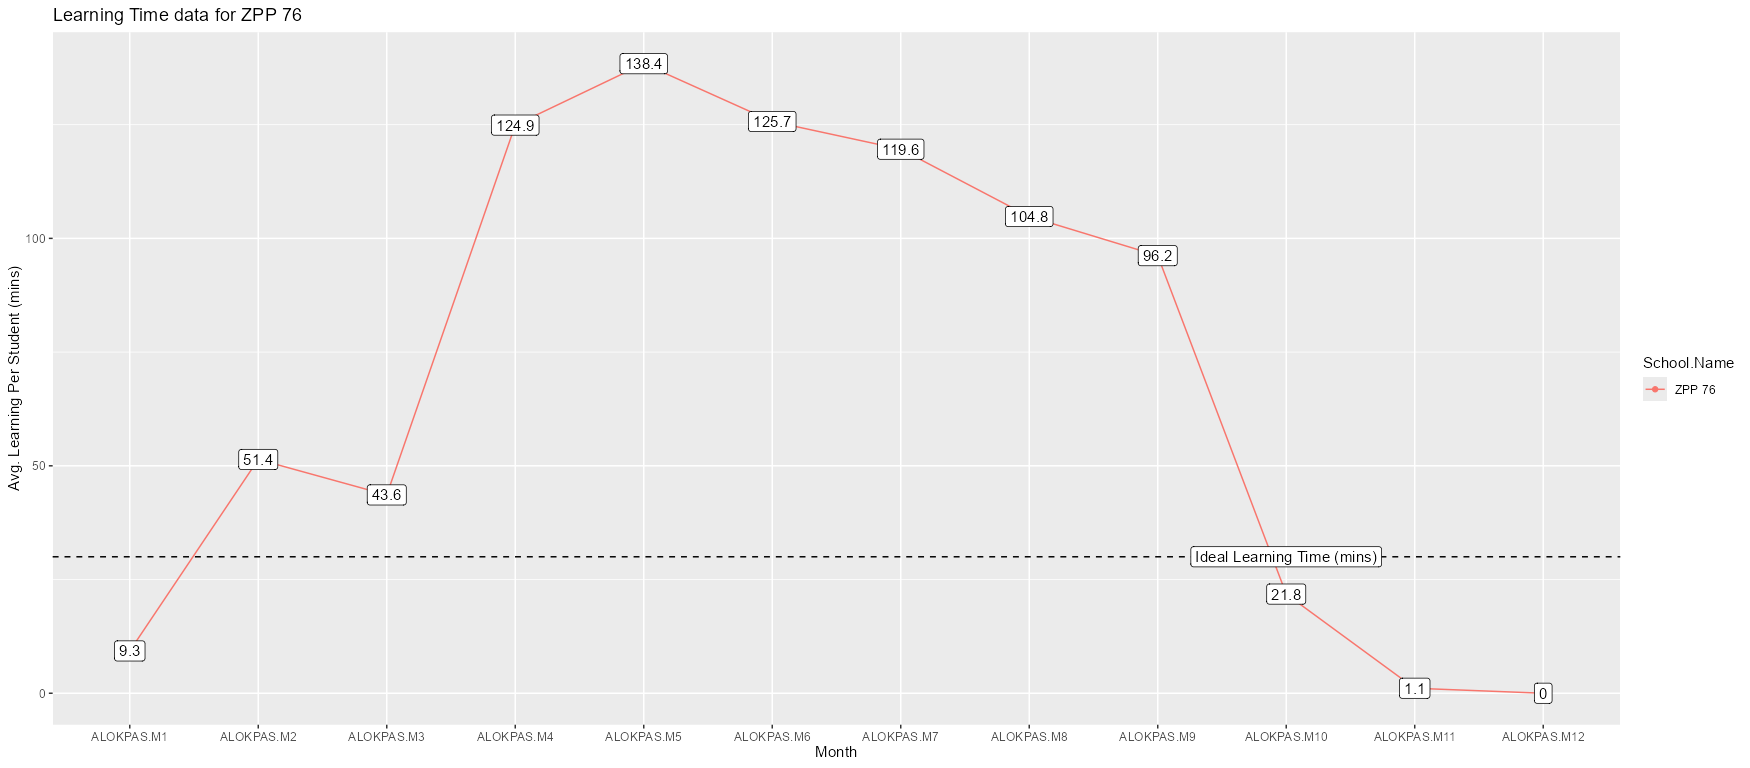 Learning Time data for ZPP 76
138.4
124.9
125.7
119.6
104.8
96.2
51.4
43.6
Ideal Learning Time (mins)
21.8
9.3
1.1
0
100
50
0
Avg. Learning Per Student (mins)
ALOKPAS.M1 ALOKPAS.M2 ALOKPAS.M3 ALOKPAS.M4 ALOKPAS.M5 ALOKPAS.M6 ALOKPAS.M7 ALOKPAS.M8 ALOKPAS.M9 ALOKPAS.M10 ALOKPAS.M11 ALOKPAS.M12
Month
School.Name
ZPP 76